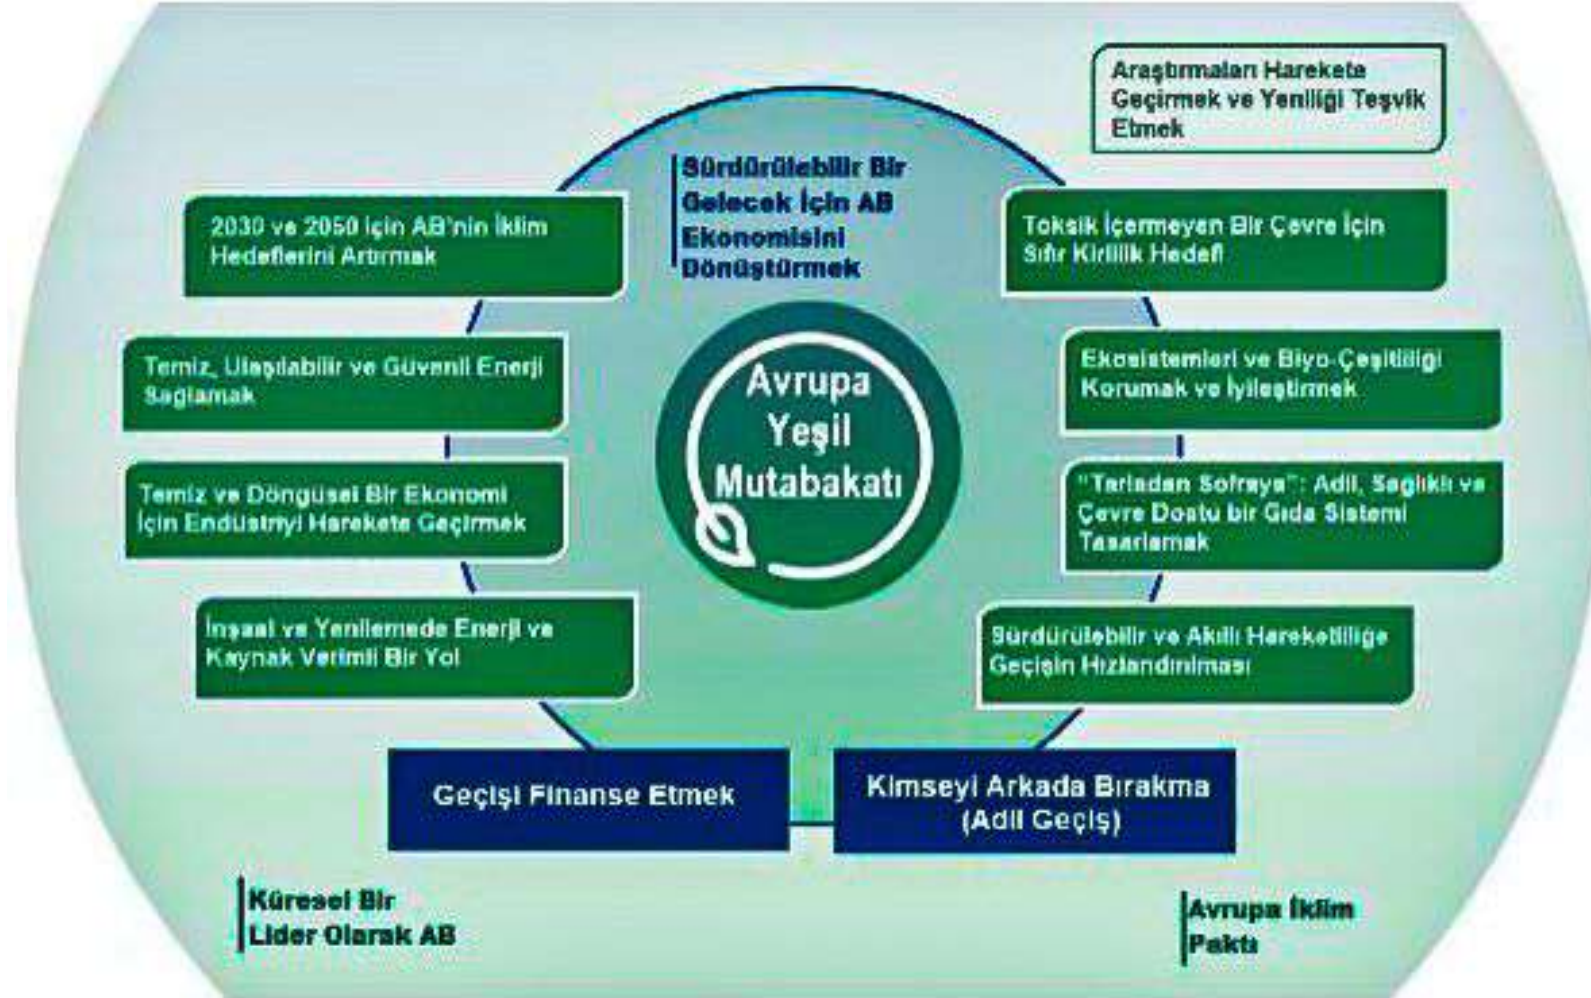 Araştırmaları Harekete
Geçirmek ve Yeniliği Teşvik
Etmek
Sürdürülebilir Bir
Gelecek İçin AB
Ekonomisini
Dönüştürmek
2030 ve 2050 için AB'nin İklim
Hedeflerini Artırmak
Temiz, Ulaşılabilir ve Güvenli Enerji
Sağlamak
Temiz ve Döngüsel Bir Ekonomi
İçin Endüstriyi Harekete Geçirmek
İnşaat ve Yenilemede Enerji ve
Kaynak Verimli Bir Yol
Avrupa
Yeşil
Mutabakatı
Toksik İçermeyen Bir Çevre İçin
Sıfır Kirlilik Hedefi
Ekosistemleri ve Biyo-Çeşitliliği
Korumak ve İyileştirmek
"Tarladan Sofraya": Adil, Sağlıklı ve
Çevre Dostu bir Gıda Sistemi
Tasarlamak
Sürdürülebilir ve Akıllı Hareketliliğe
Geçişin Hızlandırılması
Geçişi Finanse Etmek
Kimseyi Arkada Bırakma
(Adil Geçiş)
Küresel Bir
Lider Olarak AB
Avrupa İklim
Paktı